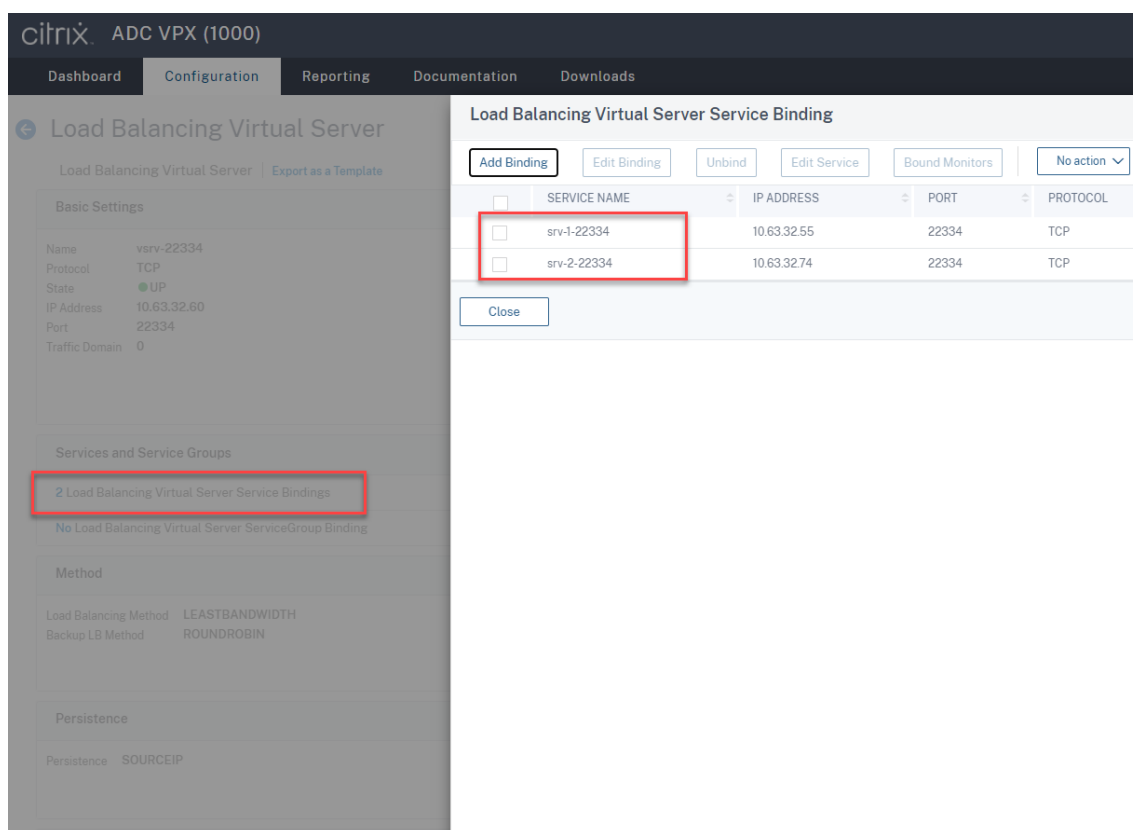 citrix. ADC VPX (1000)
Dashboard Configuration Reporting Documentation Downloads
Load Balancing Virtual Server
Load Balancing Virtual Server | Export as a Template
Basic Settings
Name vsrv-22334
Protocol TCP
State UP
IP Address 10.63.32.60
Port 22334
Traffic Domain 0
Services and Service Groups
2 Load Balancing Virtual Server Service Bindings
No Load Balancing Virtual Server ServiceGroup Binding
Method
Load Balancing Method LEASTBANDWIDTH
Backup LB Method ROUNDROBIN
Persistence
Persistence SOURCEIP
Load Balancing Virtual Server Service Binding
Add Binding Edit Binding Unbind Edit Service Bound Monitors No action
SERVICE NAME IP ADDRESS PORT PROTOCOL
srv-1-22334 10.63.32.55 22334 TCP
srv-2-22334 10.63.32.74 22334 TCP
Close